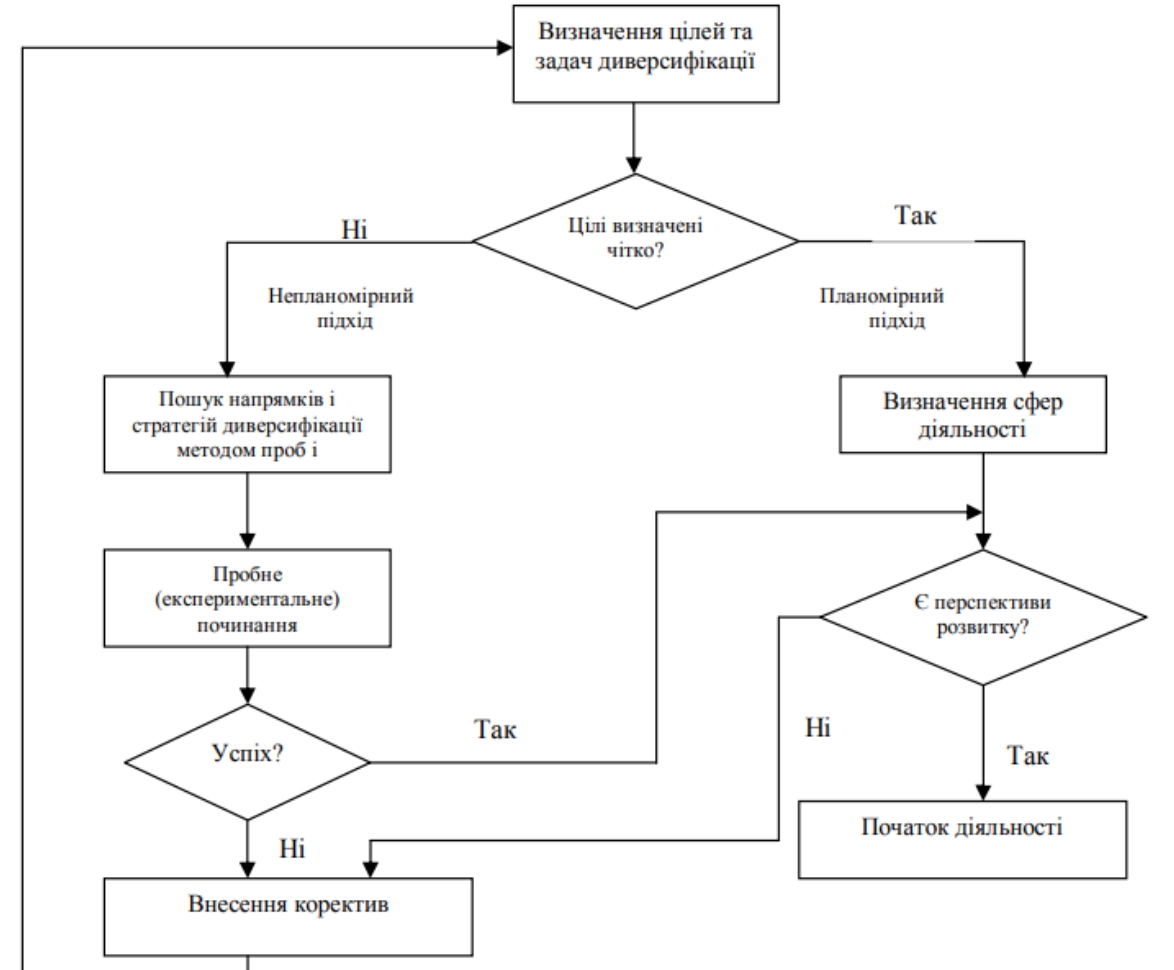 Визначення цілей та
задач диверсифікації
Цілі визначені
чітко?
Ні
Так
Непланомірний
підхід
Планомірний
підхід
Пошук напрямків і
стратегій диверсифікації
методом проб і
Визначення сфер
діяльності
Пробне
(експериментальне)
починання
Є перспективи
розвитку?
Успіх?
Так
Ні
Так
Ні
Початок діяльності
Внесення коректив